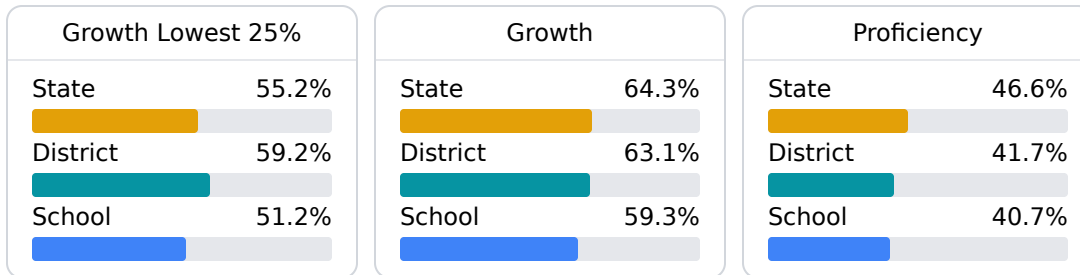 Growth Lowest 25%
State 55.2%
District 59.2%
School 51.2%
Growth
State 64.3%
District 63.1%
School 59.3%
Proficiency
State 46.6%
District 41.7%
School 40.7%